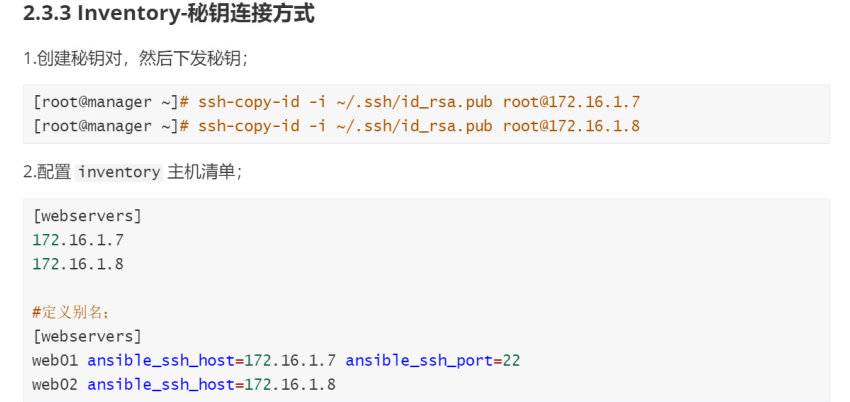 2.3.3 Inventory-秘钥连接方式
1.创建秘钥对，然后下发秘钥；
[root@manager ~]# ssh-copy-id -i ~/.ssh/id_rsa.pub root@172.16.1.7
[root@manager ~]# ssh-copy-id -i ~/.ssh/id_rsa.pub root@172.16.1.8
2.配置 inventory 主机清单；
[webservers]
172.16.1.7
172.16.1.8
#定义别名；
[webservers]
web01 ansible_ssh_host=172.16.1.7 ansible_ssh_port=22
web02 ansible_ssh_host=172.16.1.8